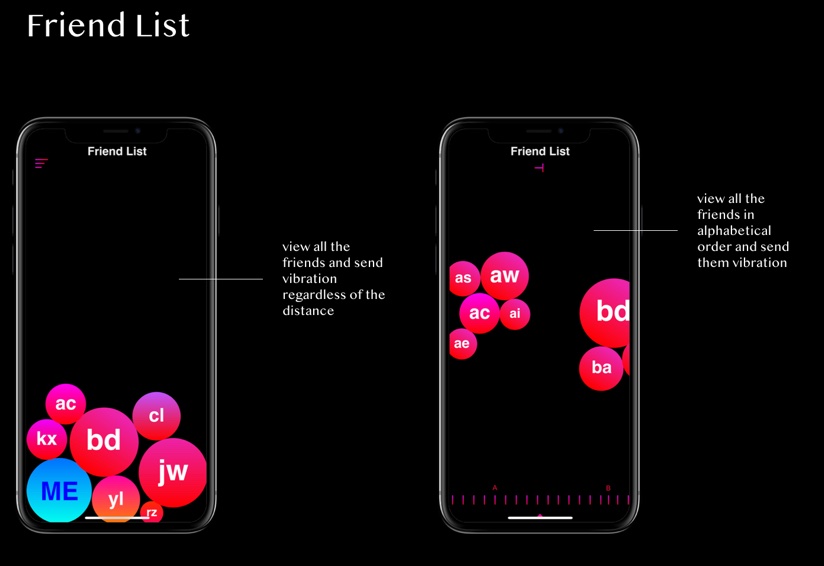 Friend List
Friend List
ac
cl
kx
bd
jw
ME
yl
rz
view all the
friends and send
vibration
regardless of the
distance
Friend List
as
aw
ac
ai
ae
bd
ba
A
B
view all the
friends in
alphabetical
order and send
them vibration